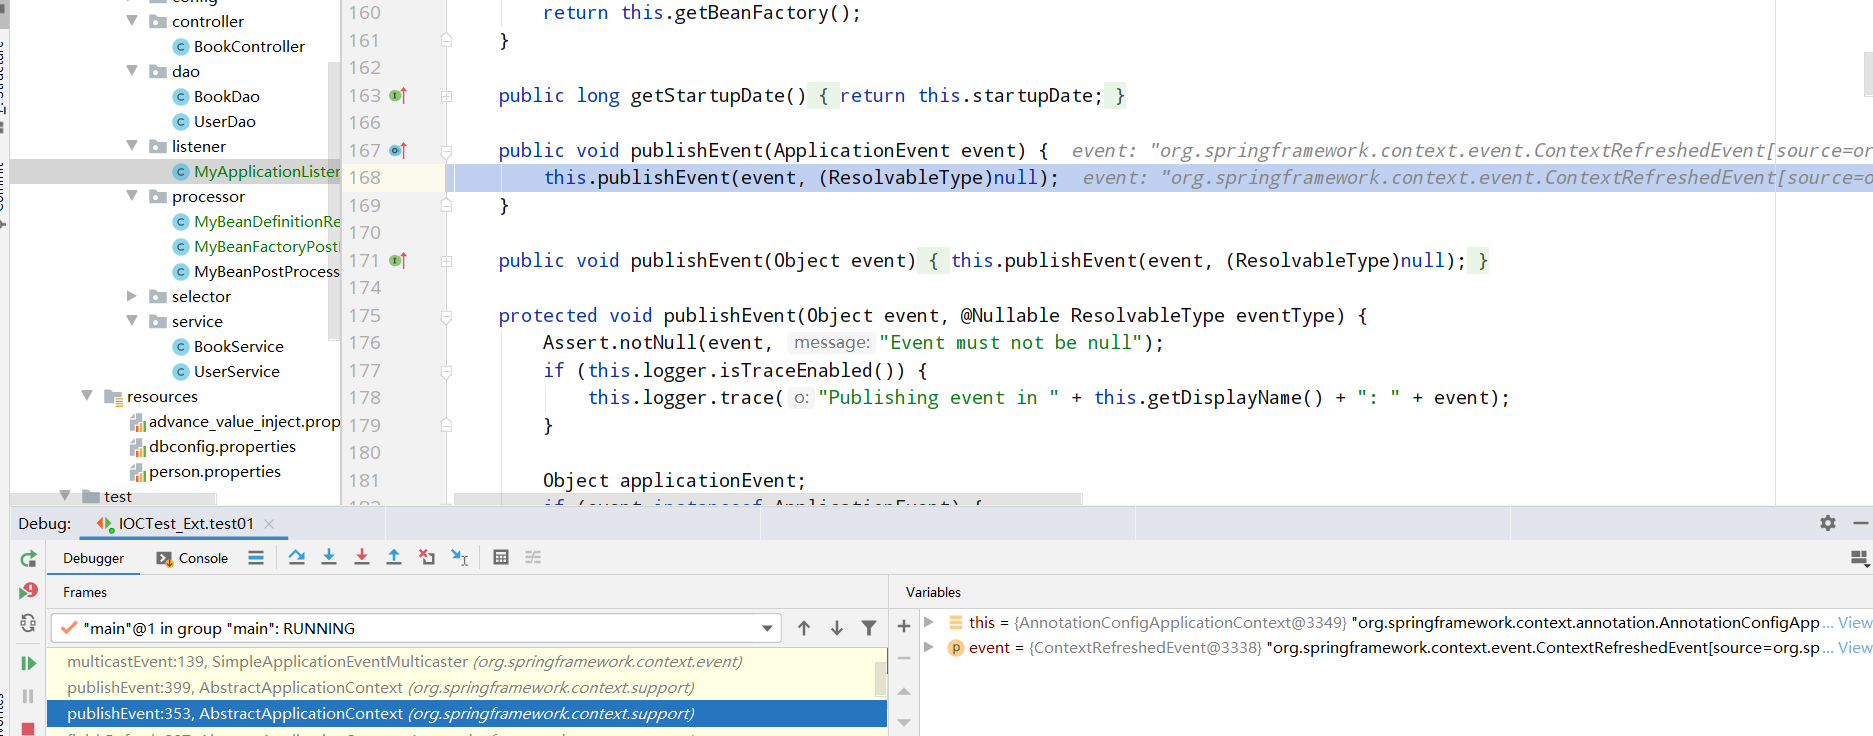 config
controller
BookController
dao
BookDao
UserDao
listener
MyApplicationListener
processor
MyBeanDefinitionRe
MyBeanFactoryPost
MyBeanPostProcess
selector
service
BookService
UserService
resources
advance_value_inject.prop
dbconfig.properties
person.properties
test
160 return this.getBeanFactory();
161 }
162
163 public long getStartupDate() { return this.startupDate; }
166
167 public void publishEvent(ApplicationEvent event) { event: "org.springframework.context.event.ContextRefreshedEvent[source=or
168 this.publishEvent(event, (ResolvableType)null); event: "org.springframework.context.event.ContextRefreshedEvent[source=o
169 }
170
171 public void publishEvent(Object event) { this.publishEvent(event, (ResolvableType)null); }
174
175 protected void publishEvent(Object event, @Nullable ResolvableType eventType) {
176 Assert.notNull(event, message: "Event must not be null");
177 if (this.logger.isTraceEnabled()) {
178 this.logger.trace( o: "Publishing event in " + this.getDisplayName() + ": " + event);
179 }
180
181 Object applicationEvent;
if (event instanceof ApplicationEvent) {
Debug: IOCTest_Ext.test01
Debugger Console
Frames
"main"@1 in group "main": RUNNING
multicastEvent:139, SimpleApplicationEventMulticaster (org.springframework.context.event)
publishEvent:399, AbstractApplicationContext (org.springframework.context.support)
publishEvent:353, AbstractApplicationContext (org.springframework.context.support)
Variables
this = {AnnotationConfigApplicationContext@3349} "org.springframework.context.annotation.AnnotationConfigApp ... View
event = {ContextRefreshedEvent@3338} "org.springframework.context.event.ContextRefreshedEvent[source=org.sp ... View